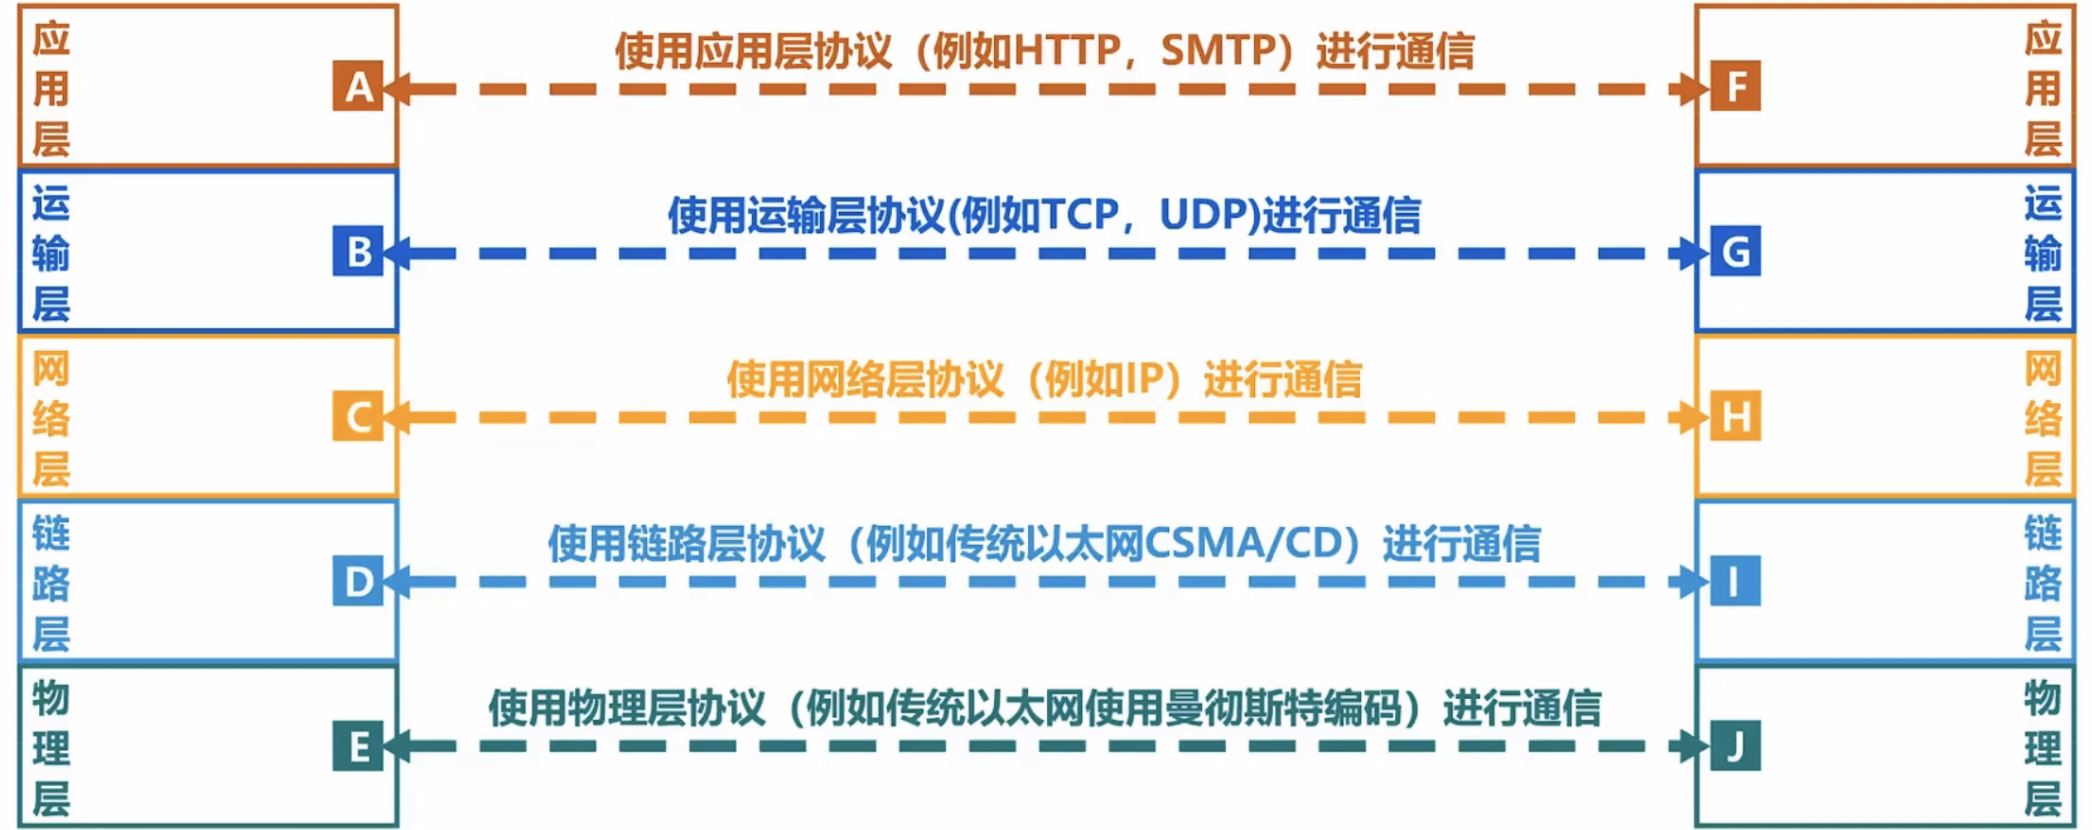 应用层
A
使用应用层协议（例如HTTP，SMTP）进行通信
F
应用层
运输层
B
使用运输层协议(例如TCP，UDP)进行通信
G
运输层
网络层
C
使用网络层协议（例如IP）进行通信
H
网络层
链路层
D
使用链路层协议（例如传统以太网CSMA/CD）进行通信
I
链路层
物理层
E
使用物理层协议（例如传统以太网使用曼彻斯特编码）进行通信
J
物理层